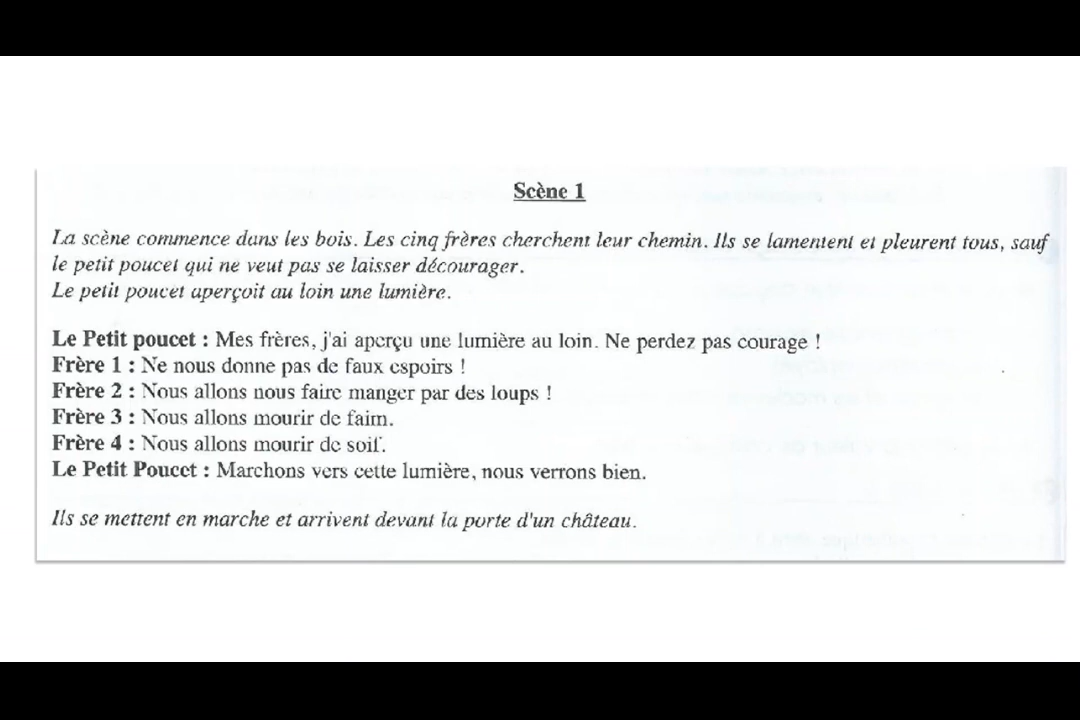 Scène 1
La scène commence dans les bois. Les cinq frères cherchent leur chemin. Ils se lamentent et pleurent tous, sauf
le petit poucet qui ne veut pas se laisser décourager.
Le petit poucet aperçoit au loin une lumière.
Le Petit poucet : Mes frères, j'ai aperçu une lumière au loin. Ne perdez pas courage !
Frère 1 : Ne nous donne pas de faux espoirs !
Frère 2 : Nous allons nous faire manger par des loups !
Frère 3 : Nous allons mourir de faim.
Frère 4 : Nous allons mourir de soif.
Le Petit Poucet : Marchons vers cette lumière, nous verrons bien.
Ils se mettent en marche et arrivent devant la porte d'un château.